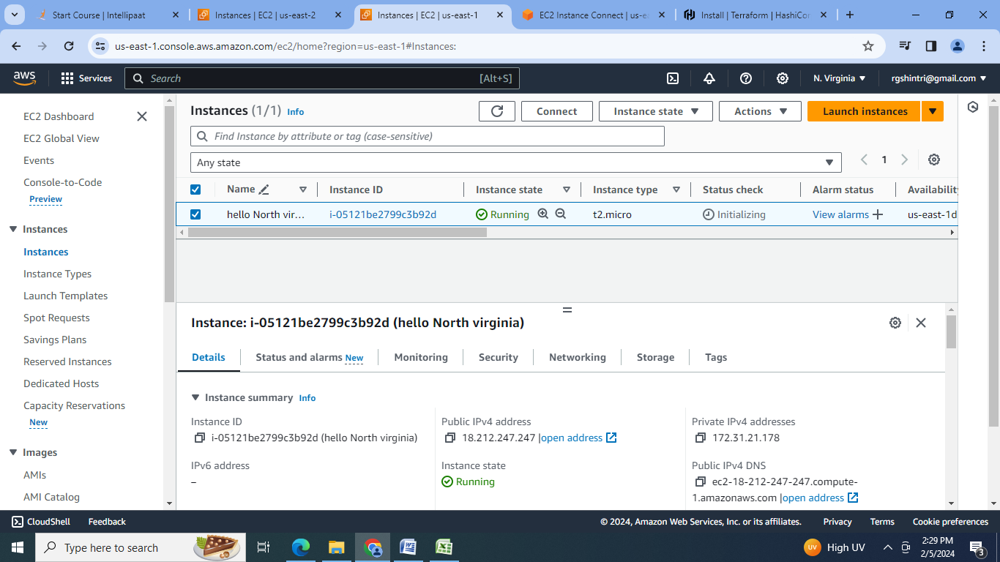 Start Course | Intellipaat
Instances | EC2 | us-east-2
Instances | EC2 | us-east-1
EC2 Instance Connect | us-ea
Install | Terraform | HashiCor
us-east-1.console.aws.amazon.com/ec2/home?region=us-east-1#Instances:
aws
Services
Search
[Alt+S]
N. Virginia
rgshintri@gmail.com
EC2 Dashboard
EC2 Global View
Events
Console-to-Code
Preview
Instances
Instances
Instance Types
Launch Templates
Spot Requests
Savings Plans
Reserved Instances
Dedicated Hosts
Capacity Reservations
New
Images
AMIs
AMI Catalog
Instances (1/1) Info
Connect
Instance state
Actions
Launch instances
Find Instance by attribute or tag (case-sensitive)
Any state
1
Name Instance ID Instance state Instance type Status check Alarm status Availability
hello North vir... i-05121be2799c3b92d Running t2.micro Initializing View alarms + us-east-1d
Instance: i-05121be2799c3b92d (hello North virginia)
Details Status and alarms New Monitoring Security Networking Storage Tags
Instance summary Info
Instance ID
i-05121be2799c3b92d (hello North virginia)
Public IPv4 address
18.212.247.247 |open address
Private IPv4 addresses
172.31.21.178
IPv6 address
–
Instance state
Running
Public IPv4 DNS
ec2-18-212-247-247.compute-
1.amazonaws.com |open address
CloudShell Feedback
© 2024, Amazon Web Services, Inc. or its affiliates. Privacy Terms Cookie preferences
Type here to search
UV High UV
2:29 PM
2/5/2024
3